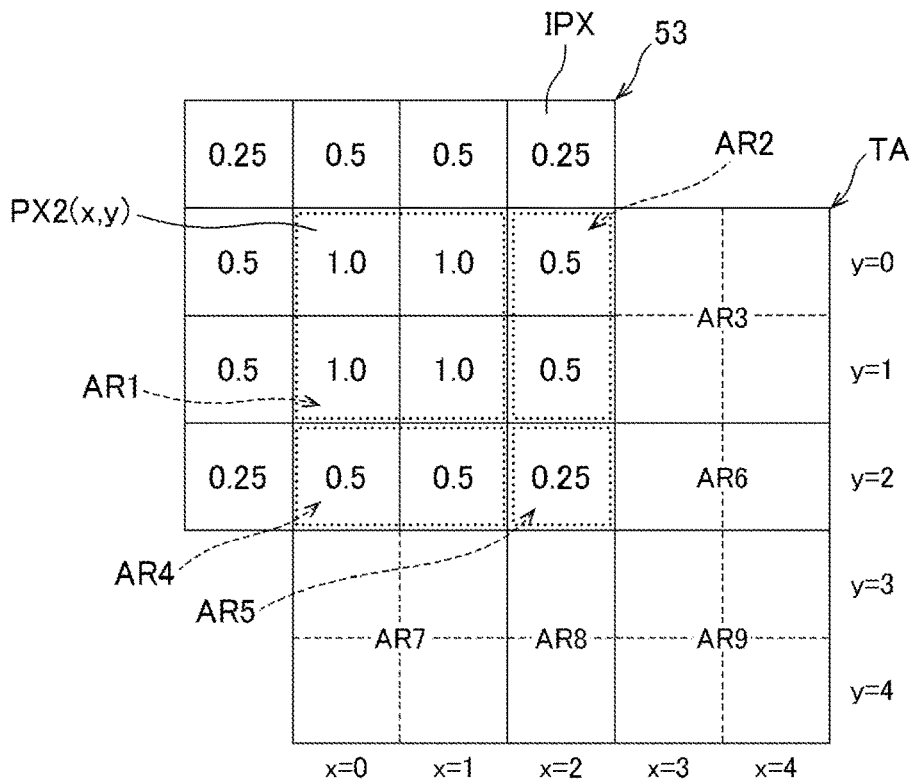 IPX 53
0.25 0.5 0.5 0.25 AR2 TA
PX2(x,y)
0.5 1.0 1.0 0.5 y=0
AR3
0.5 1.0 1.0 0.5 y=1
AR1
0.25 0.5 0.5 0.25 AR6 y=2
AR4
AR5 y=3
AR7 AR8 AR9
y=4
x=0 x=1 x=2 x=3 x=4